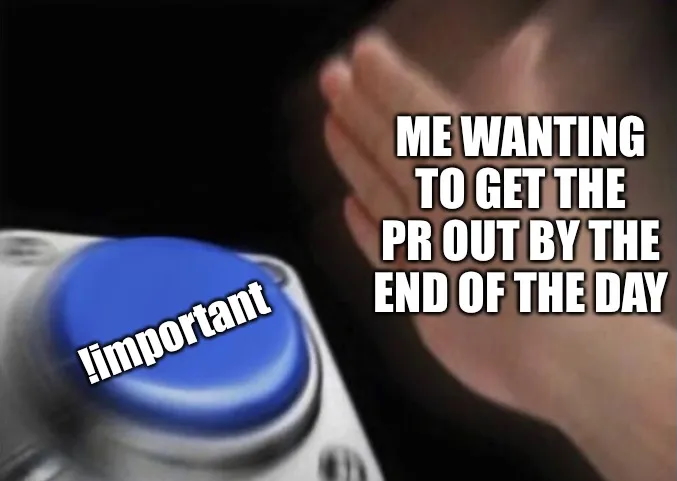 ME WANTING
TO GET THE
PR OUT BY THE
END OF THE DAY
!important